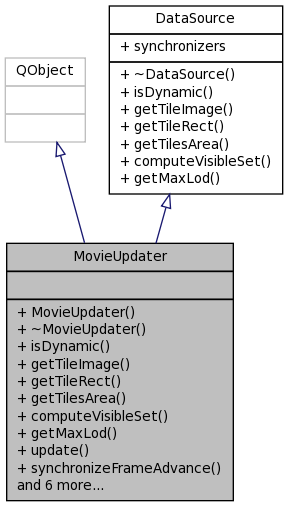 DataSource
+ synchronizers
+ ~DataSource()
+ isDynamic()
+ getTileImage()
+ getTileRect()
+ getTilesArea()
+ computeVisibleSet()
+ getMaxLod()
QObject
MovieUpdater
+ MovieUpdater()
+ ~MovieUpdater()
+ isDynamic()
+ getTileImage()
+ getTileRect()
+ getTilesArea()
+ computeVisibleSet()
+ getMaxLod()
+ update()
+ synchronizeFrameAdvance()
and 6 more...